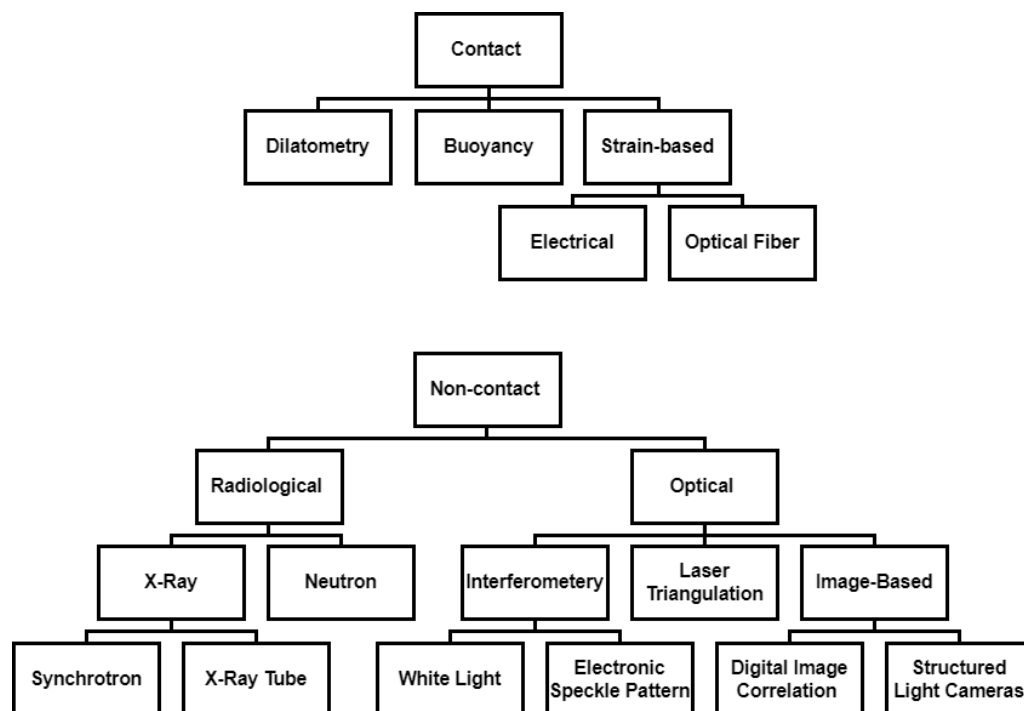 Contact
Dilatometry
Buoyancy
Strain-based
Electrical
Optical Fiber
Non-contact
Radiological
Optical
X-Ray
Neutron
Interferometery
Laser
Triangulation
Image-Based
Synchrotron
X-Ray Tube
White Light
Electronic
Speckle Pattern
Digital Image
Correlation
Structured
Light Cameras